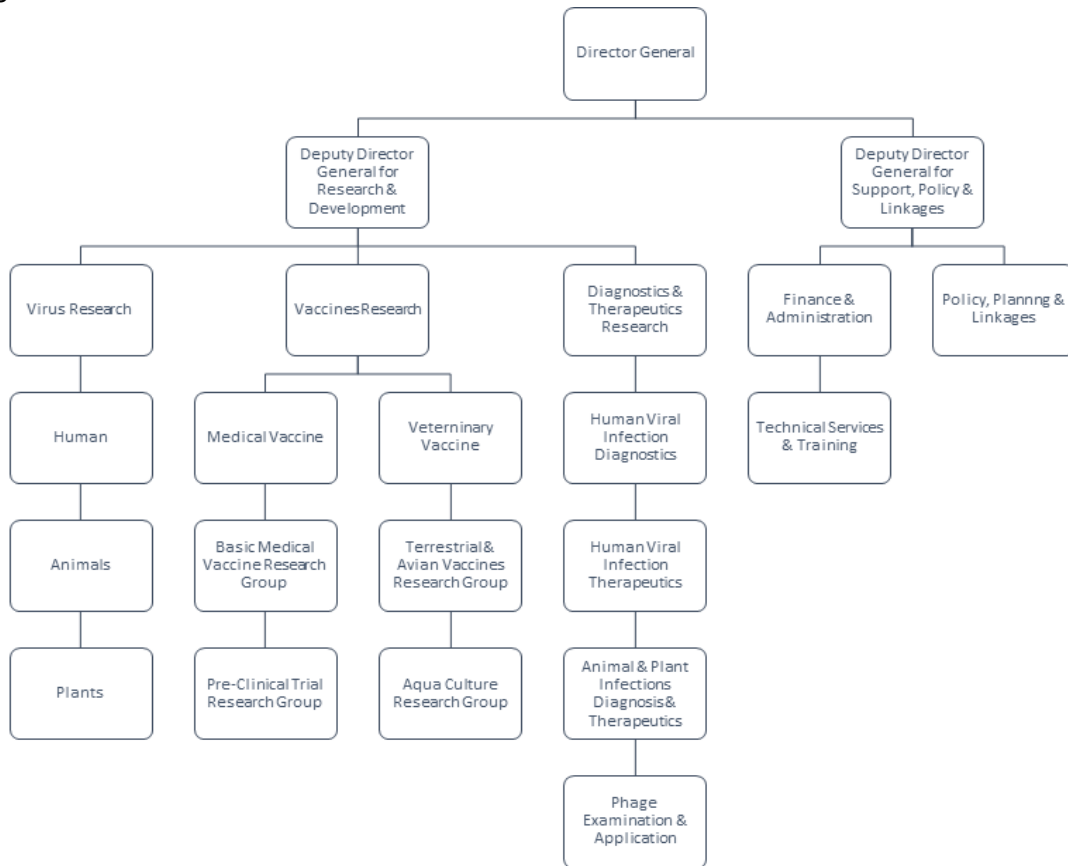 Director General
Deputy Director
General for
Research &
Development
Deputy Director
General for
Support, Policy &
Linkages
Virus Research
Vaccines Research
Diagnostics &
Therapeutics
Research
Finance &
Administration
Policy, Plannng &
Linkages
Human
Medical Vaccine
Veterninary
Vaccine
Human Viral
Infection
Diagnostics
Technical Services
& Training
Animals
Basic Medical
Vaccine Research
Group
Terrestrial &
Avian Vaccines
Research Group
Human Viral
Infection
Therapeutics
Plants
Pre-Clinical Trial
Research Group
Aqua Culture
Research Group
Animal & Plant
Infections
Diagnosis &
Therapeutics
Phage
Examination &
Application